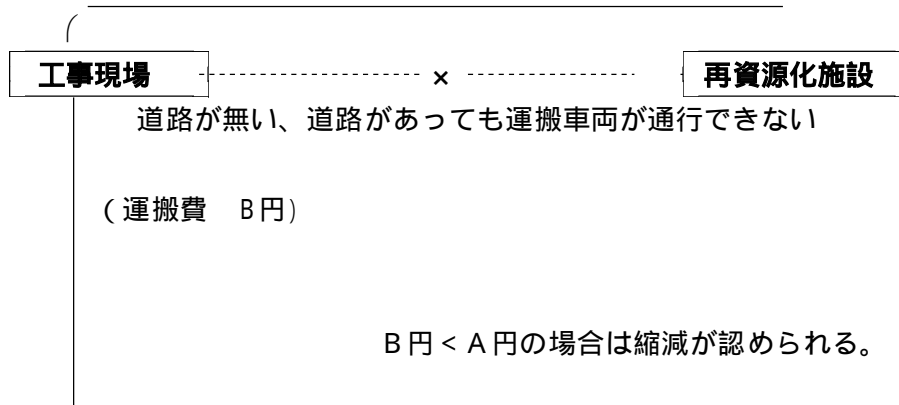 工事現場 × 再資源化施設
道路が無い、道路があっても運搬車両が通行できない
(運搬費　B円)
B円<A円の場合は縮減が認められる。